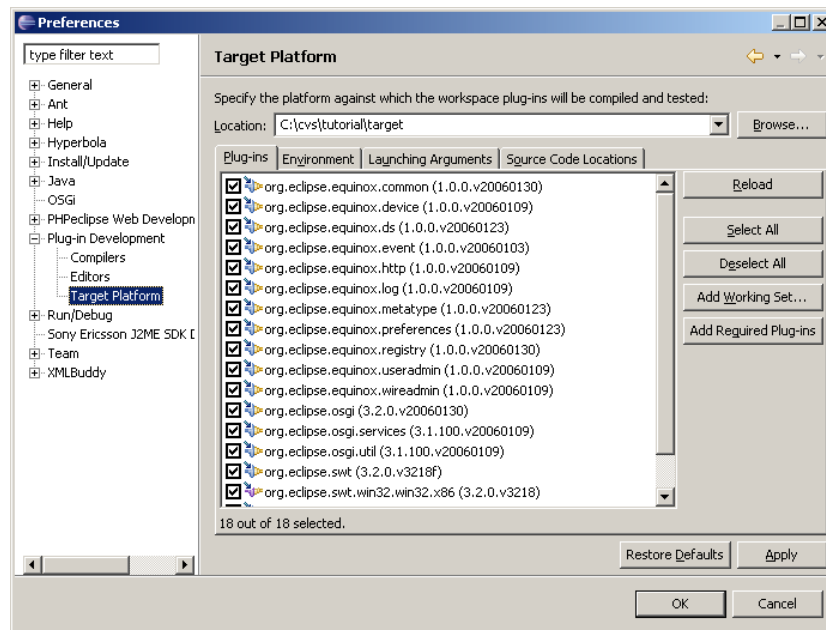 Preferences
type filter text
General
Ant
Help
Hyperbola
Install/Update
Java
OSGi
PHPeclipse Web Developn
Plug-in Development
Compilers
Editors
Target Platform
Run/Debug
Sony Ericsson J2ME SDK D
Team
XMLBuddy
Target Platform
Specify the platform against which the workspace plug-ins will be compiled and tested:
Location: C:\cvs\tutorial\target Browse...
Plug-ins Environment Launching Arguments Source Code Locations
org.eclipse.equinox.common (1.0.0.v20060130)
org.eclipse.equinox.device (1.0.0.v20060109)
org.eclipse.equinox.ds (1.0.0.v20060123)
org.eclipse.equinox.event (1.0.0.v20060103)
org.eclipse.equinox.http (1.0.0.v20060109)
org.eclipse.equinox.log (1.0.0.v20060109)
org.eclipse.equinox.metatype (1.0.0.v20060123)
org.eclipse.equinox.preferences (1.0.0.v20060123)
org.eclipse.equinox.registry (1.0.0.v20060130)
org.eclipse.equinox.useradmin (1.0.0.v20060109)
org.eclipse.equinox.wireadmin (1.0.0.v20060109)
org.eclipse.osgi (3.2.0.v20060130)
org.eclipse.osgi.services (3.1.100.v20060109)
org.eclipse.osgi.util (3.1.100.v20060109)
org.eclipse.swt (3.2.0.v3218f)
org.eclipse.swt.win32.win32.x86 (3.2.0.v3218)
18 out of 18 selected.
Reload
Select All
Deselect All
Add Working Set...
Add Required Plug-ins
Restore Defaults Apply
OK Cancel